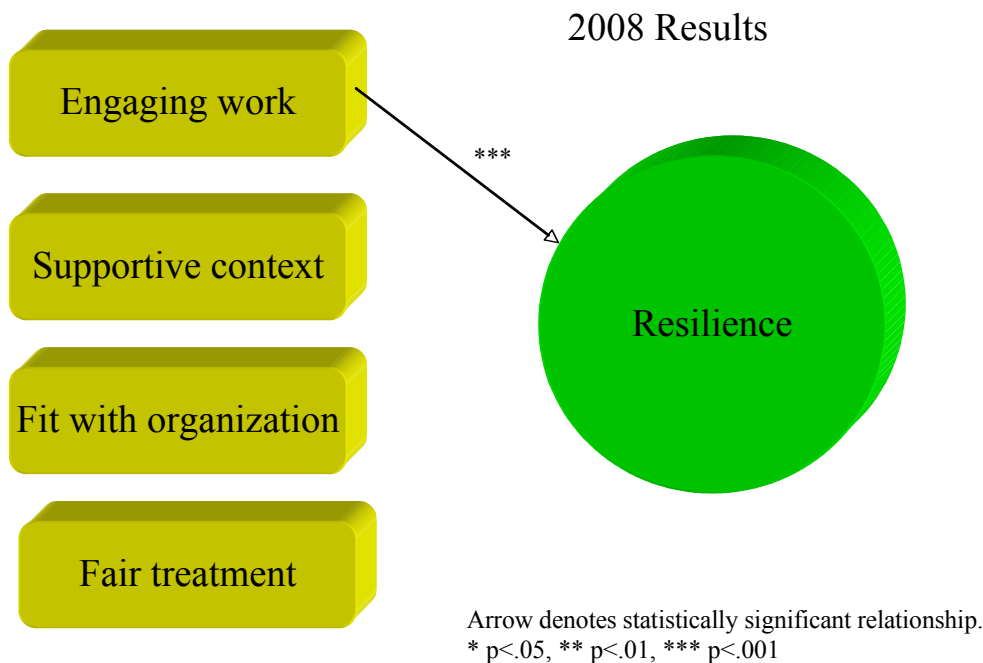 2008 Results
Engaging work
***
Supportive context
Resilience
Fit with organization
Fair treatment
Arrow denotes statistically significant relationship.
* p<.05, ** p<.01, *** p<.001